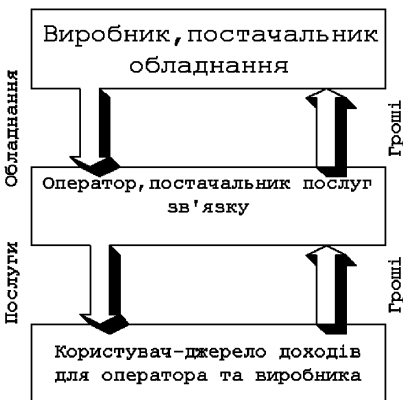 Виробник,постачальник
обладнання
Обладнання
Гроші
Оператор,постачальник послуг
зв'язку
Послуги
Гроші
Користувач-джерело доходів
для оператора та виробника